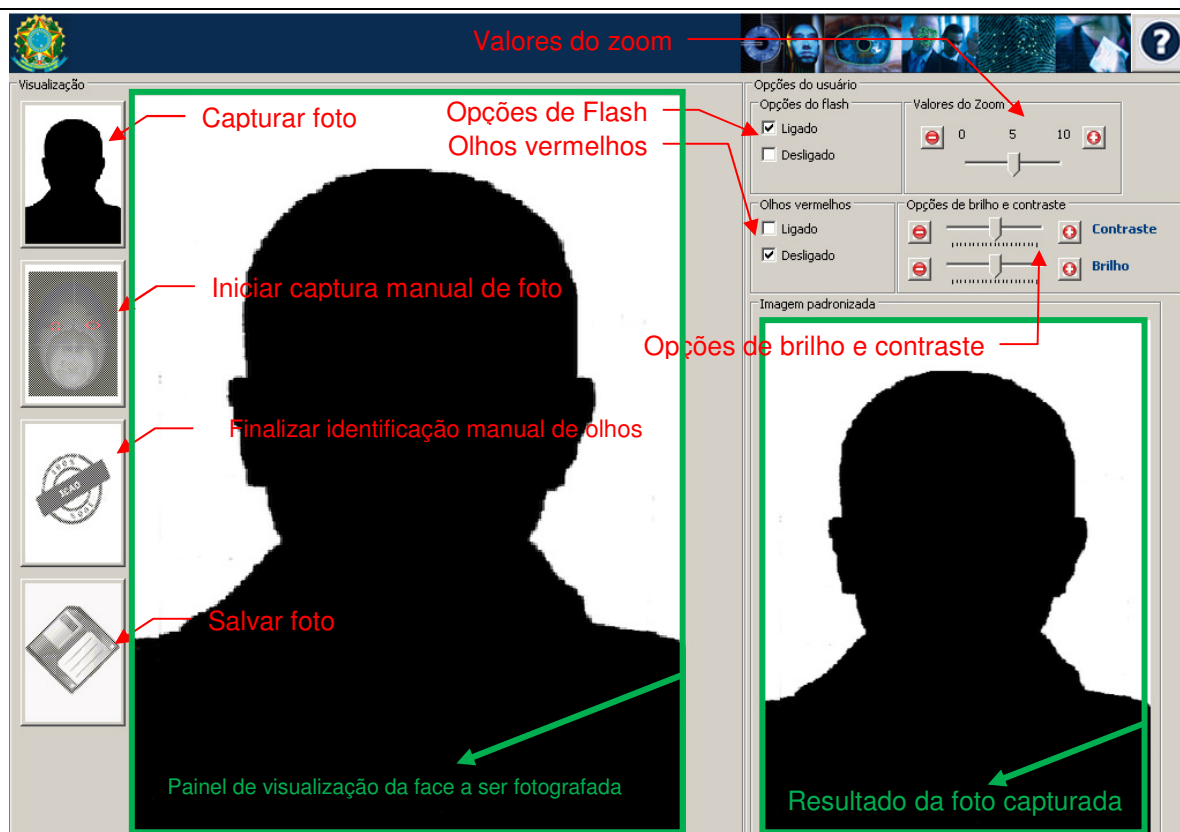 Valores do zoom
?
Visualização
Capturar foto
Iniciar captura manual de foto
Finalizar identificação manual de olhos
ICAO
Salvar foto
Painel de visualização da face a ser fotografada
Opções de Flash
Olhos vermelhos
Opções do usuário
Opções do flash
Ligado
Desligado
Valores do Zoom
0 5 10
Olhos vermelhos
Ligado
Desligado
Opções de brilho e contraste
Contraste
Brilho
Opções de brilho e contraste
Imagem padronizada
Resultado da foto capturada